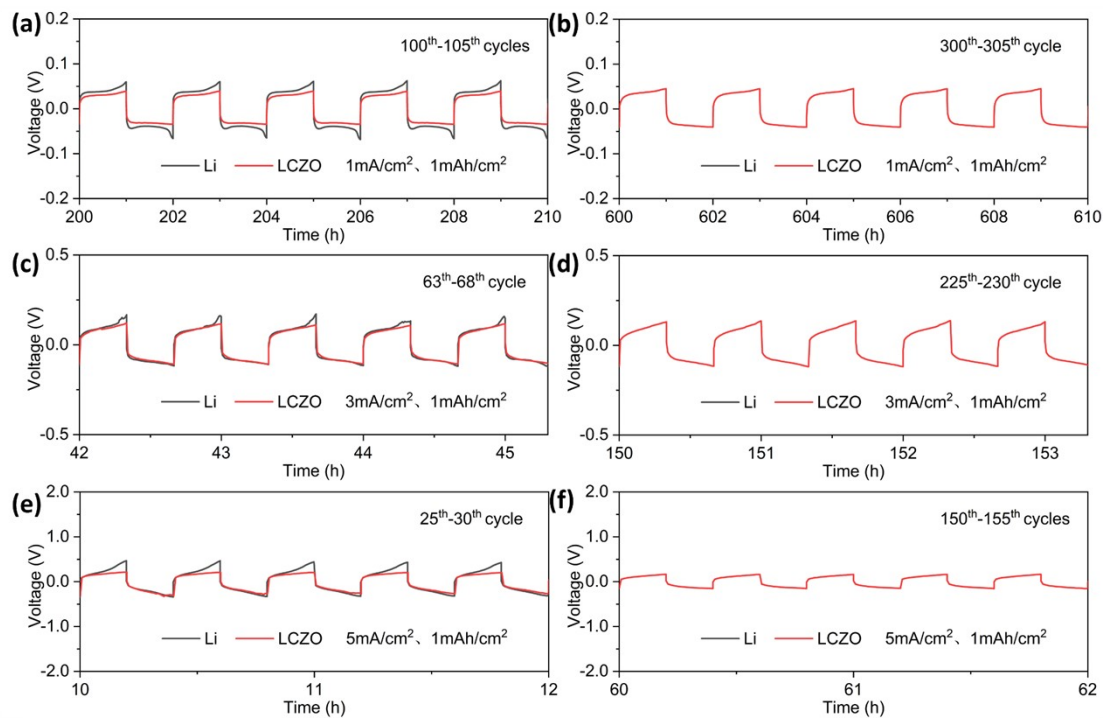 (a)
100th-105th cycles
0.2
0.1
0.0
-0.1
-0.2
Voltage (V)
Li LCZO 1mA/cm²、1mAh/cm²
200 202 204 206 208 210
Time (h)
(b)
300th-305th cycle
0.2
0.1
0.0
-0.1
-0.2
Voltage (V)
Li LCZO 1mA/cm²、1mAh/cm²
600 602 604 606 608 610
Time (h)
(c)
63th-68th cycle
0.5
0.0
-0.5
Voltage (V)
Li LCZO 3mA/cm²、1mAh/cm²
42 43 44 45
Time (h)
(d)
225th-230th cycle
0.5
0.0
-0.5
Voltage (V)
Li LCZO 3mA/cm²、1mAh/cm²
150 151 152 153
Time (h)
(e)
25th-30th cycle
2.0
1.0
0.0
-1.0
-2.0
Voltage (V)
Li LCZO 5mA/cm²、1mAh/cm²
10 11 12
Time (h)
(f)
150th-155th cycles
2.0
1.0
0.0
-1.0
-2.0
Voltage (V)
Li LCZO 5mA/cm²、1mAh/cm²
60 61 62
Time (h)